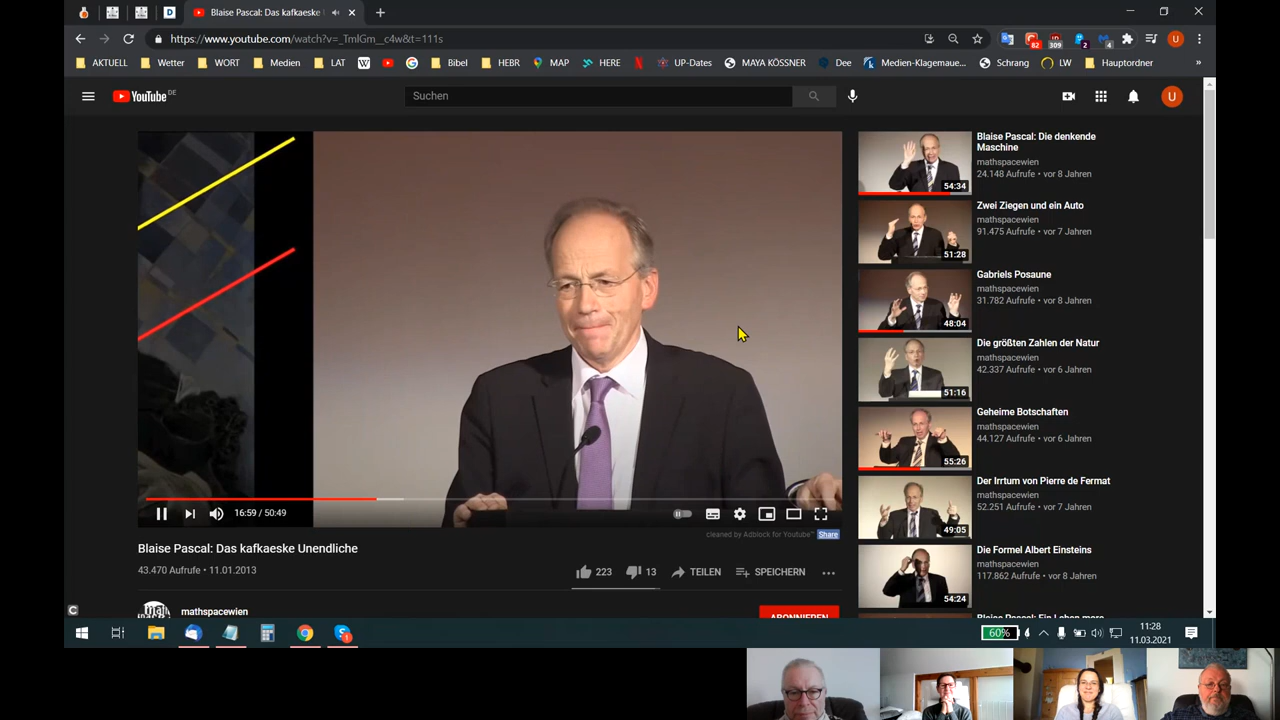 Blaise Pascal: Das kafkaeske
https://www.youtube.com/watch?v=_TmlGm__c4w&t=111s
82
309
2
4
U
AKTUELL
Wetter
WORT
Medien
LAT
W
Bibel
HEBR
MAP
HERE
UP-Dates
MAYA KÖSSNER
Dee
Medien-Klagemaue...
Schrang
LW
Hauptordner
»
YouTube DE
Suchen
U
Blaise Pascal: Die denkende
Maschine
mathspacewien
24.148 Aufrufe • vor 8 Jahren
54:34
Zwei Ziegen und ein Auto
mathspacewien
91.475 Aufrufe • vor 7 Jahren
51:28
Gabriels Posaune
mathspacewien
31.782 Aufrufe • vor 8 Jahren
48:04
Die größten Zahlen der Natur
mathspacewien
42.337 Aufrufe • vor 6 Jahren
51:16
Geheime Botschaften
mathspacewien
44.127 Aufrufe • vor 6 Jahren
55:26
Der Irrtum von Pierre de Fermat
mathspacewien
52.251 Aufrufe • vor 7 Jahren
49:05
Die Formel Albert Einsteins
mathspacewien
117.862 Aufrufe • vor 8 Jahren
54:24
16:59 / 50:49
cleaned by Adblock for Youtube™ Share
Blaise Pascal: Das kafkaeske Unendliche
43.470 Aufrufe • 11.01.2013
223
13
TEILEN
SPEICHERN
mathspacewien
ABONNIEREN
60%
11:28
11.03.2021